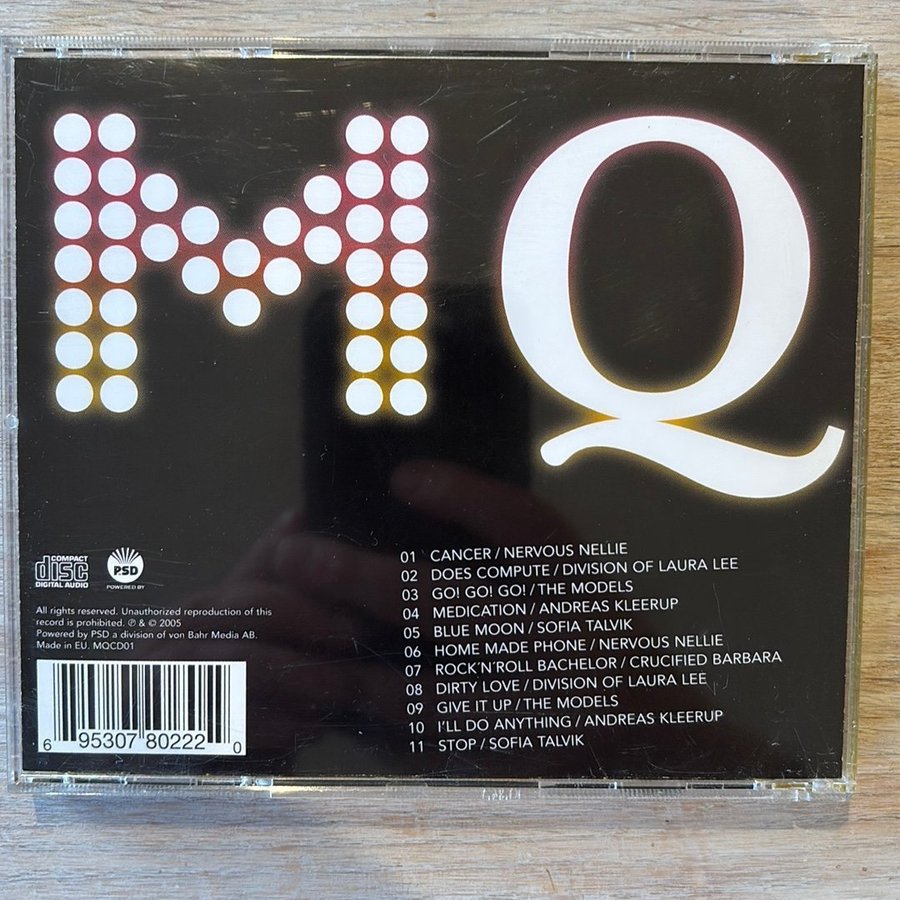 MQ
01 CANCER / NERVOUS NELLIE
02 DOES COMPUTE / DIVISION OF LAURA LEE
03 GO! GO! GO! / THE MODELS
04 MEDICATION / ANDREAS KLEERUP
05 BLUE MOON / SOFIA TALVIK
06 HOME MADE PHONE / NERVOUS NELLIE
07 ROCK'N'ROLL BACHELOR / CRUCIFIED BARBARA
08 DIRTY LOVE / DIVISION OF LAURA LEE
09 GIVE IT UP / THE MODELS
10 I'LL DO ANYTHING / ANDREAS KLEERUP
11 STOP / SOFIA TALVIK
COMPACT
disc
DIGITAL AUDIO
PSD
POWERED BY
All rights reserved. Unauthorized reproduction of this
record is prohibited. ℗ & © 2005
Powered by PSD a division of von Bahr Media AB.
Made in EU. MQCD01
6 95307 80222 0